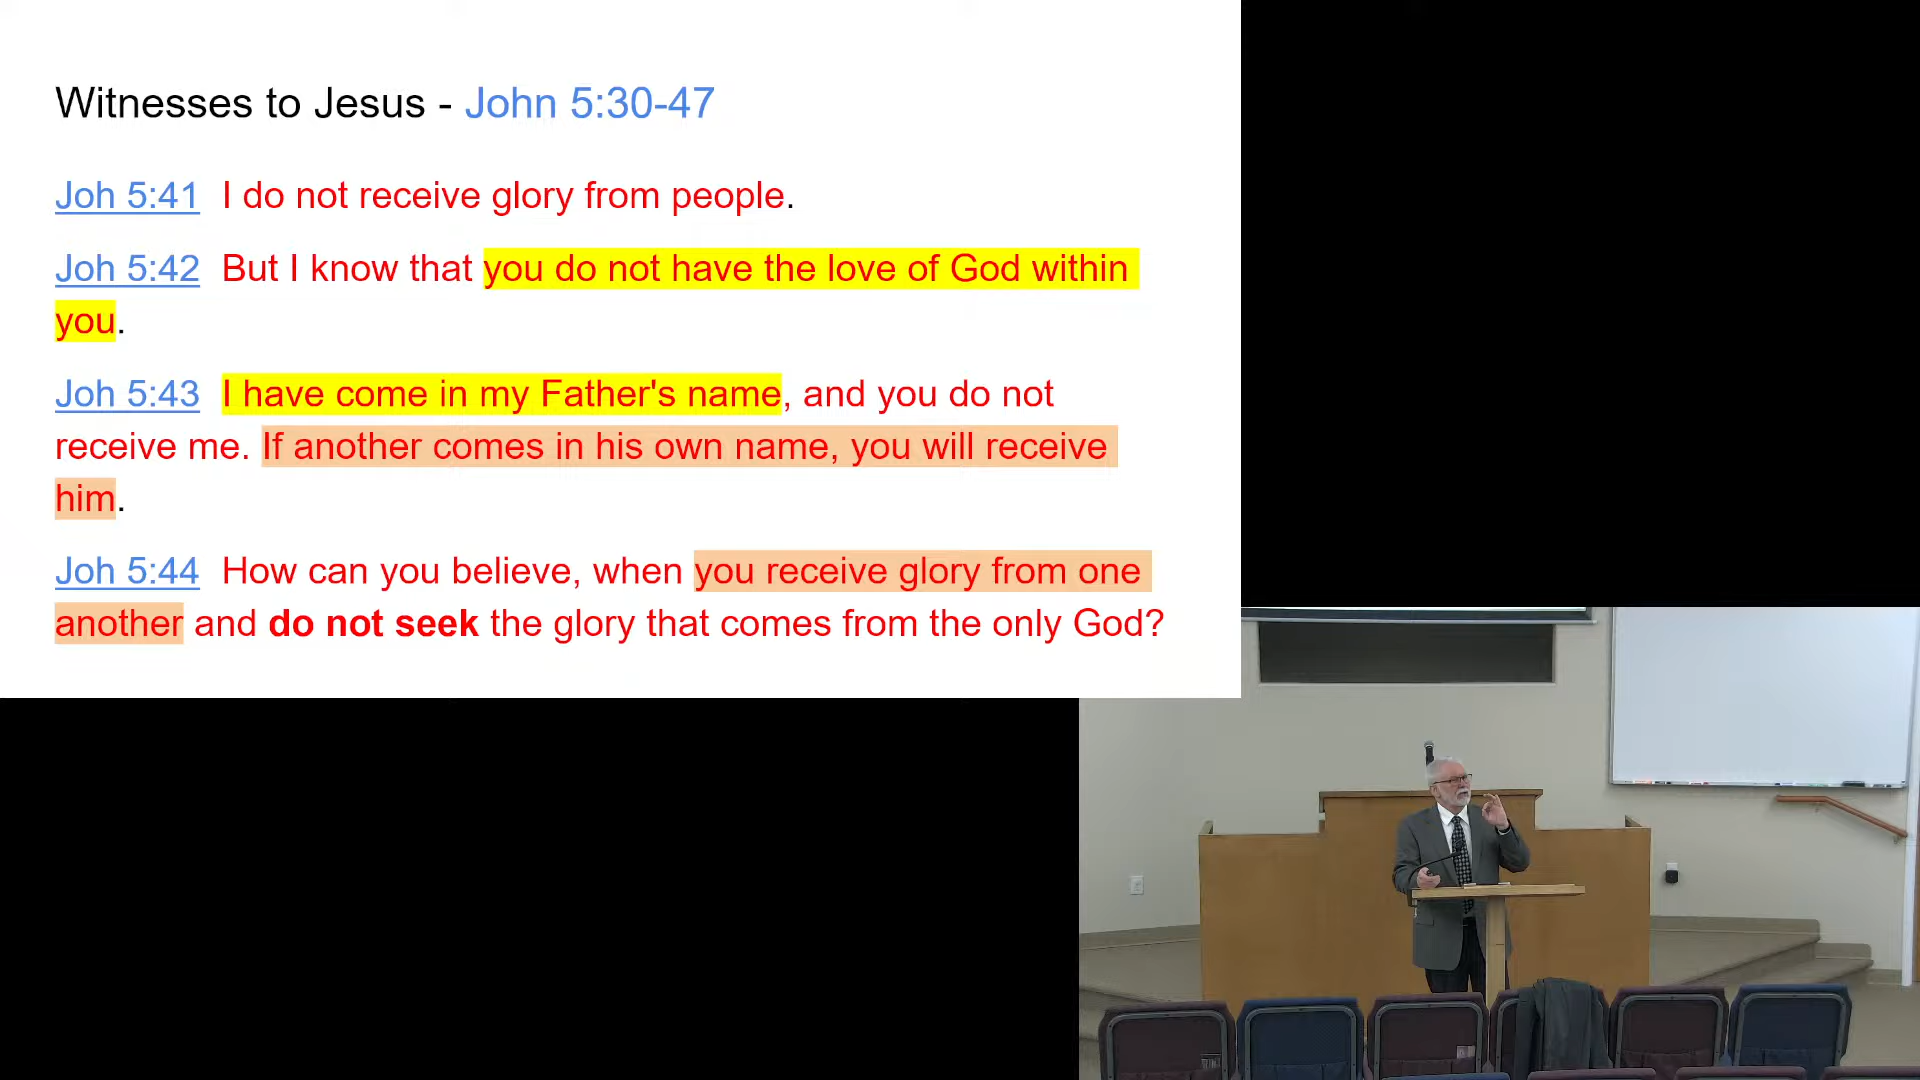 Witnesses to Jesus - John 5:30-47
Joh 5:41 I do not receive glory from people.
Joh 5:42 But I know that you do not have the love of God within
you.
Joh 5:43 I have come in my Father's name, and you do not
receive me. If another comes in his own name, you will receive
him.
Joh 5:44 How can you believe, when you receive glory from one
another and do not seek the glory that comes from the only God?